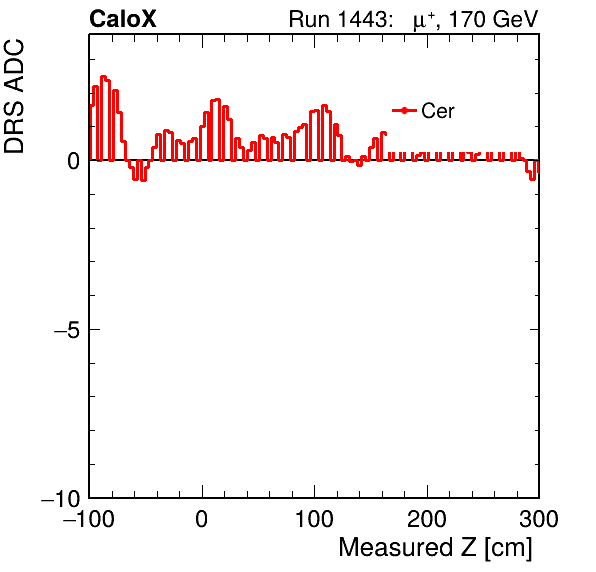 CaloX Run 1443: μ⁺, 170 GeV
DRS ADC
Cer
0
−5
−10
−100 0 100 200 300
Measured Z [cm]